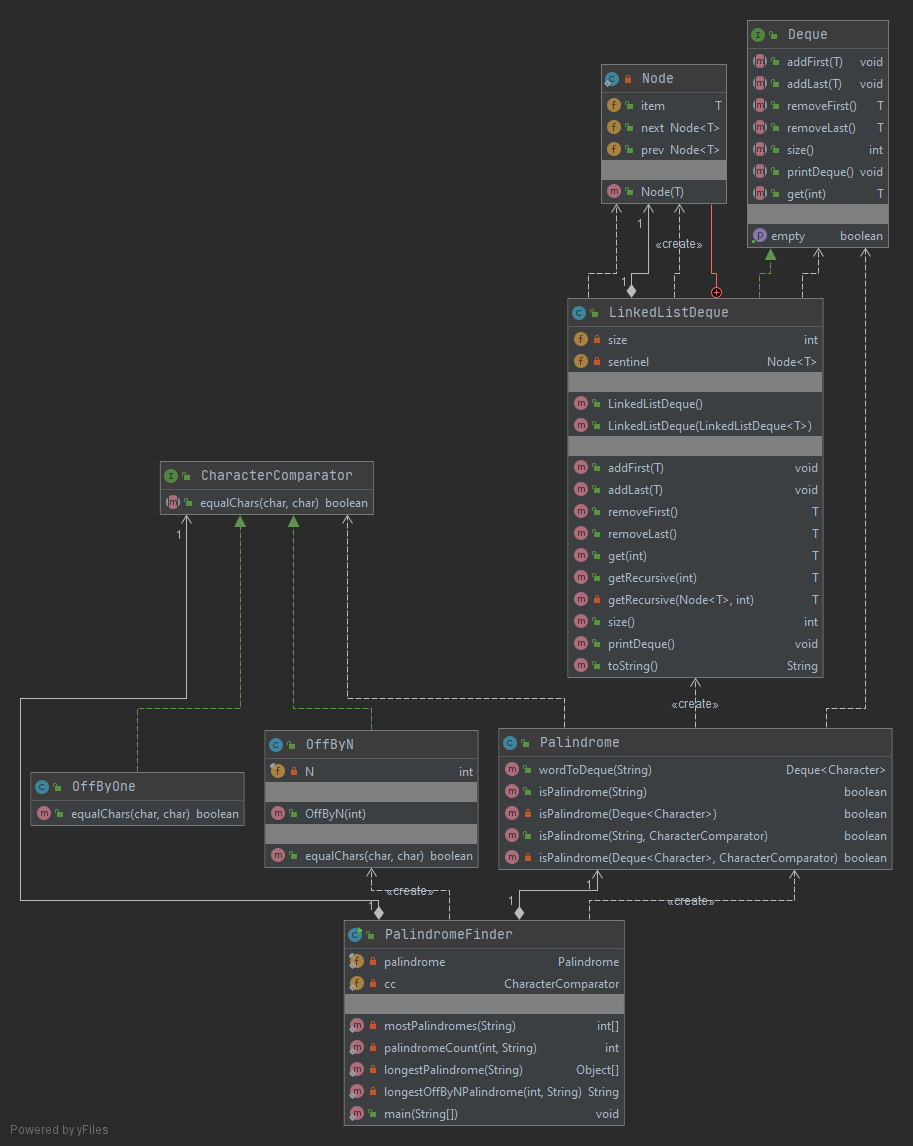 Deque
addFirst(T) void
addLast(T) void
removeFirst() T
removeLast() T
size() int
printDeque() void
get(int) T
empty boolean
Node
item T
next Node<T>
prev Node<T>
Node(T)
1
«create»
1
LinkedListDeque
size int
sentinel Node<T>
LinkedListDeque()
LinkedListDeque(LinkedListDeque<T>)
addFirst(T) void
addLast(T) void
removeFirst() T
removeLast() T
get(int) T
getRecursive(int) T
getRecursive(Node<T>, int) T
size() int
printDeque() void
toString() String
CharacterComparator
equalChars(char, char) boolean
1
«create»
OffByOne
equalChars(char, char) boolean
OffByN
N int
OffByN(int)
equalChars(char, char) boolean
Palindrome
wordToDeque(String) Deque<Character>
isPalindrome(String) boolean
isPalindrome(Deque<Character>) boolean
isPalindrome(String, CharacterComparator) boolean
isPalindrome(Deque<Character>, CharacterComparator) boolean
«create»
1
1
1
«create»
PalindromeFinder
palindrome Palindrome
cc CharacterComparator
mostPalindromes(String) int[]
palindromeCount(int, String) int
longestPalindrome(String) Object[]
longestOffByNPalindrome(int, String) String
main(String[]) void
Powered by yFiles